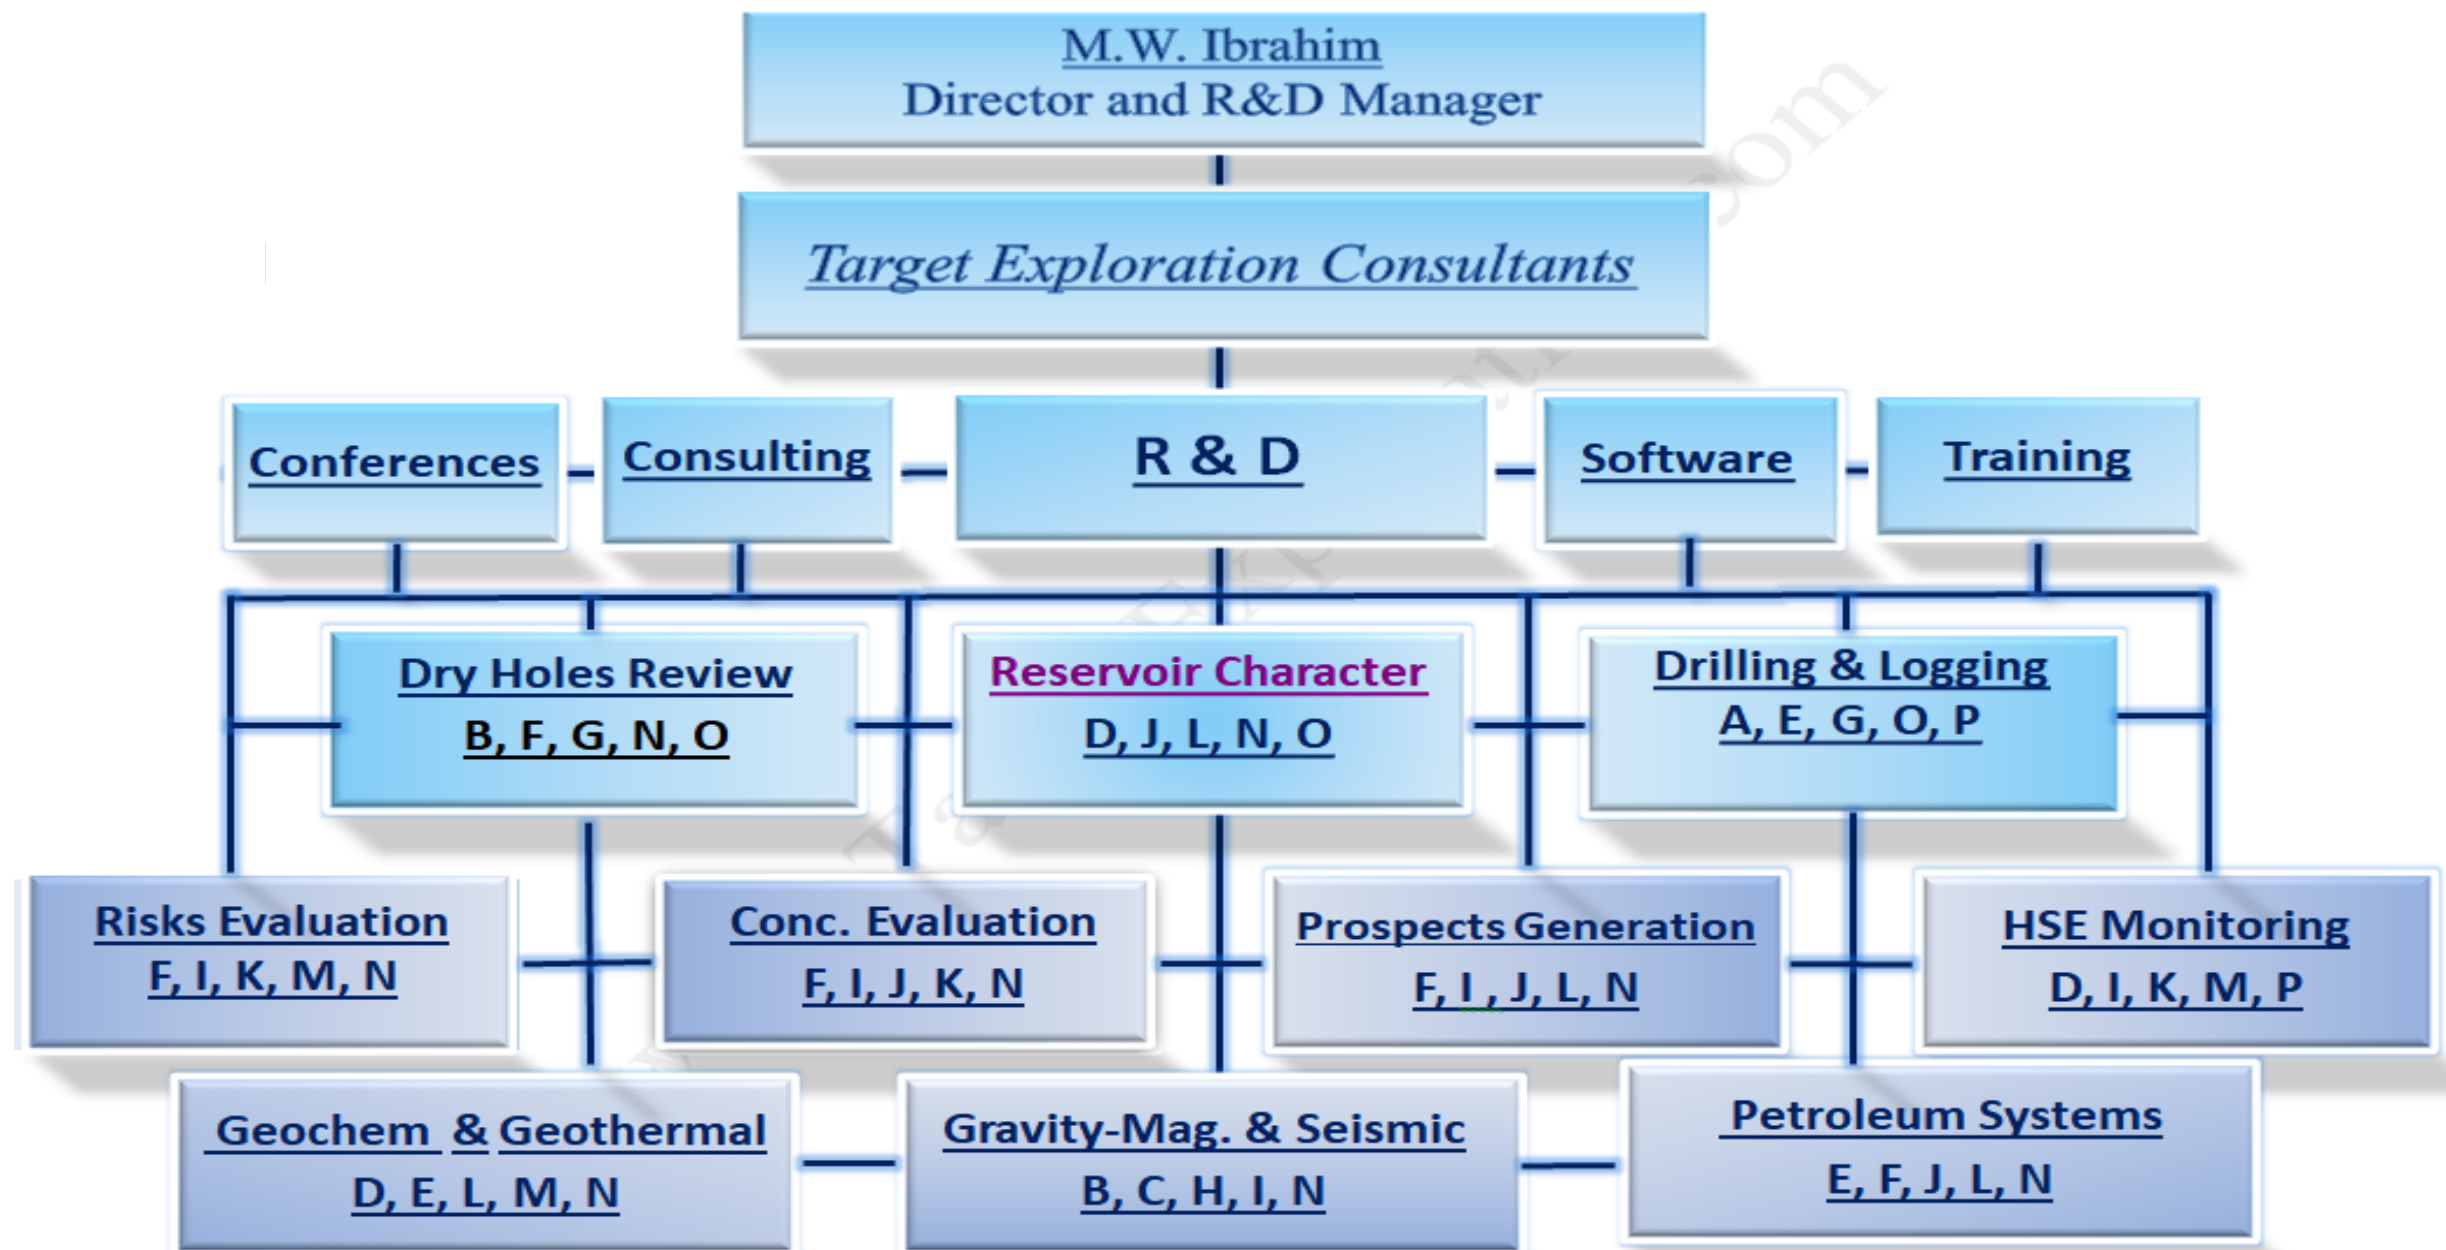 M.W. Ibrahim
Director and R&D Manager
Target Exploration Consultants
Conferences
Consulting
R & D
Software
Training
Dry Holes Review
B, F, G, N, O
Reservoir Character
D, J, L, N, O
Drilling & Logging
A, E, G, O, P
Risks Evaluation
F, I, K, M, N
Conc. Evaluation
F, I, J, K, N
Prospects Generation
F, I , J, L, N
HSE Monitoring
D, I, K, M, P
Geochem & Geothermal
D, E, L, M, N
Gravity-Mag. & Seismic
B, C, H, I, N
Petroleum Systems
E, F, J, L, N